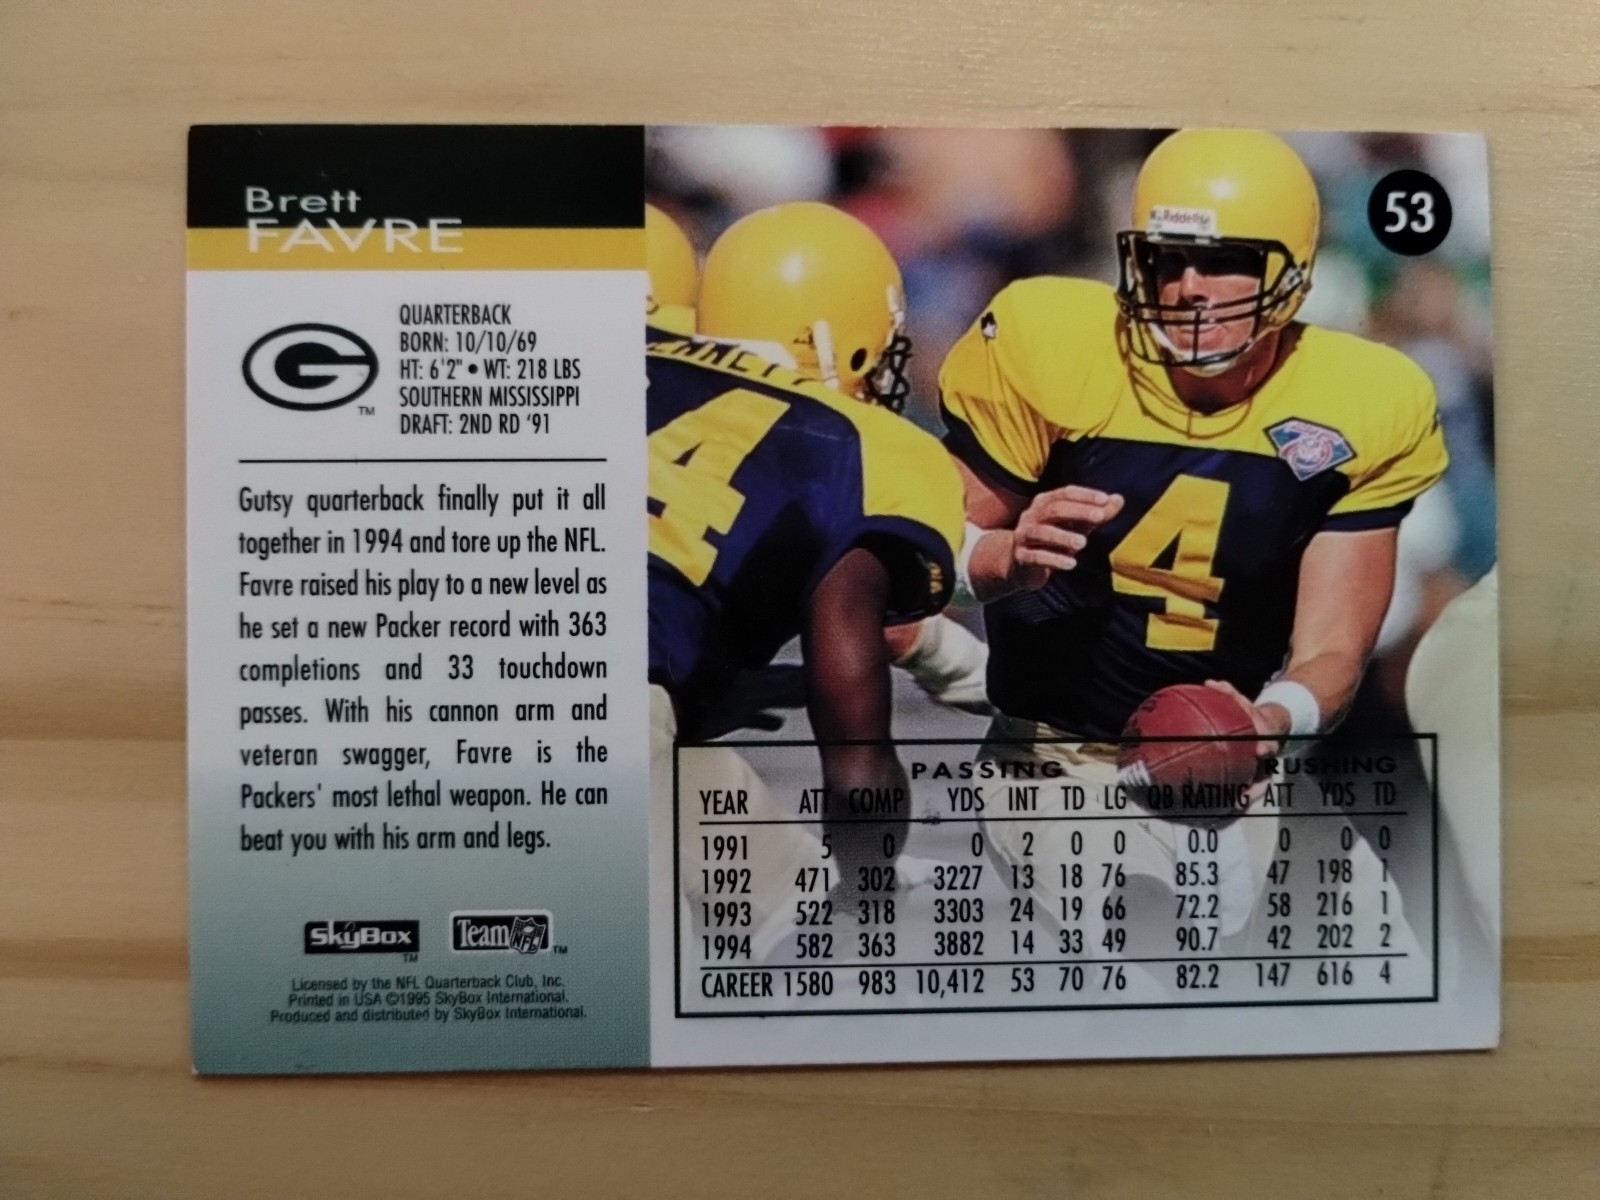 Brett
FAVRE
53
QUARTERBACK
BORN: 10/10/69
HT: 6'2" • WT: 218 LBS
SOUTHERN MISSISSIPPI
DRAFT: 2ND RD '91
G
TM
Gutsy quarterback finally put it all
together in 1994 and tore up the NFL.
Favre raised his play to a new level as
he set a new Packer record with 363
completions and 33 touchdown
passes. With his cannon arm and
veteran swagger, Favre is the
Packers' most lethal weapon. He can
beat you with his arm and legs.
SkyBox TM
Team NFL TM
Licensed by the NFL Quarterback Club, Inc.
Printed in USA ©1995 SkyBox International.
Produced and distributed by SkyBox International.
Riddell
4
4
PASSING RUSHING
YEAR ATT COMP YDS INT TD LG QB RATING ATT YDS TD
1991 5 0 0 2 0 0 0.0 0 0 0
1992 471 302 3227 13 18 76 85.3 47 198 1
1993 522 318 3303 24 19 66 72.2 58 216 1
1994 582 363 3882 14 33 49 90.7 42 202 2
CAREER 1580 983 10,412 53 70 76 82.2 147 616 4